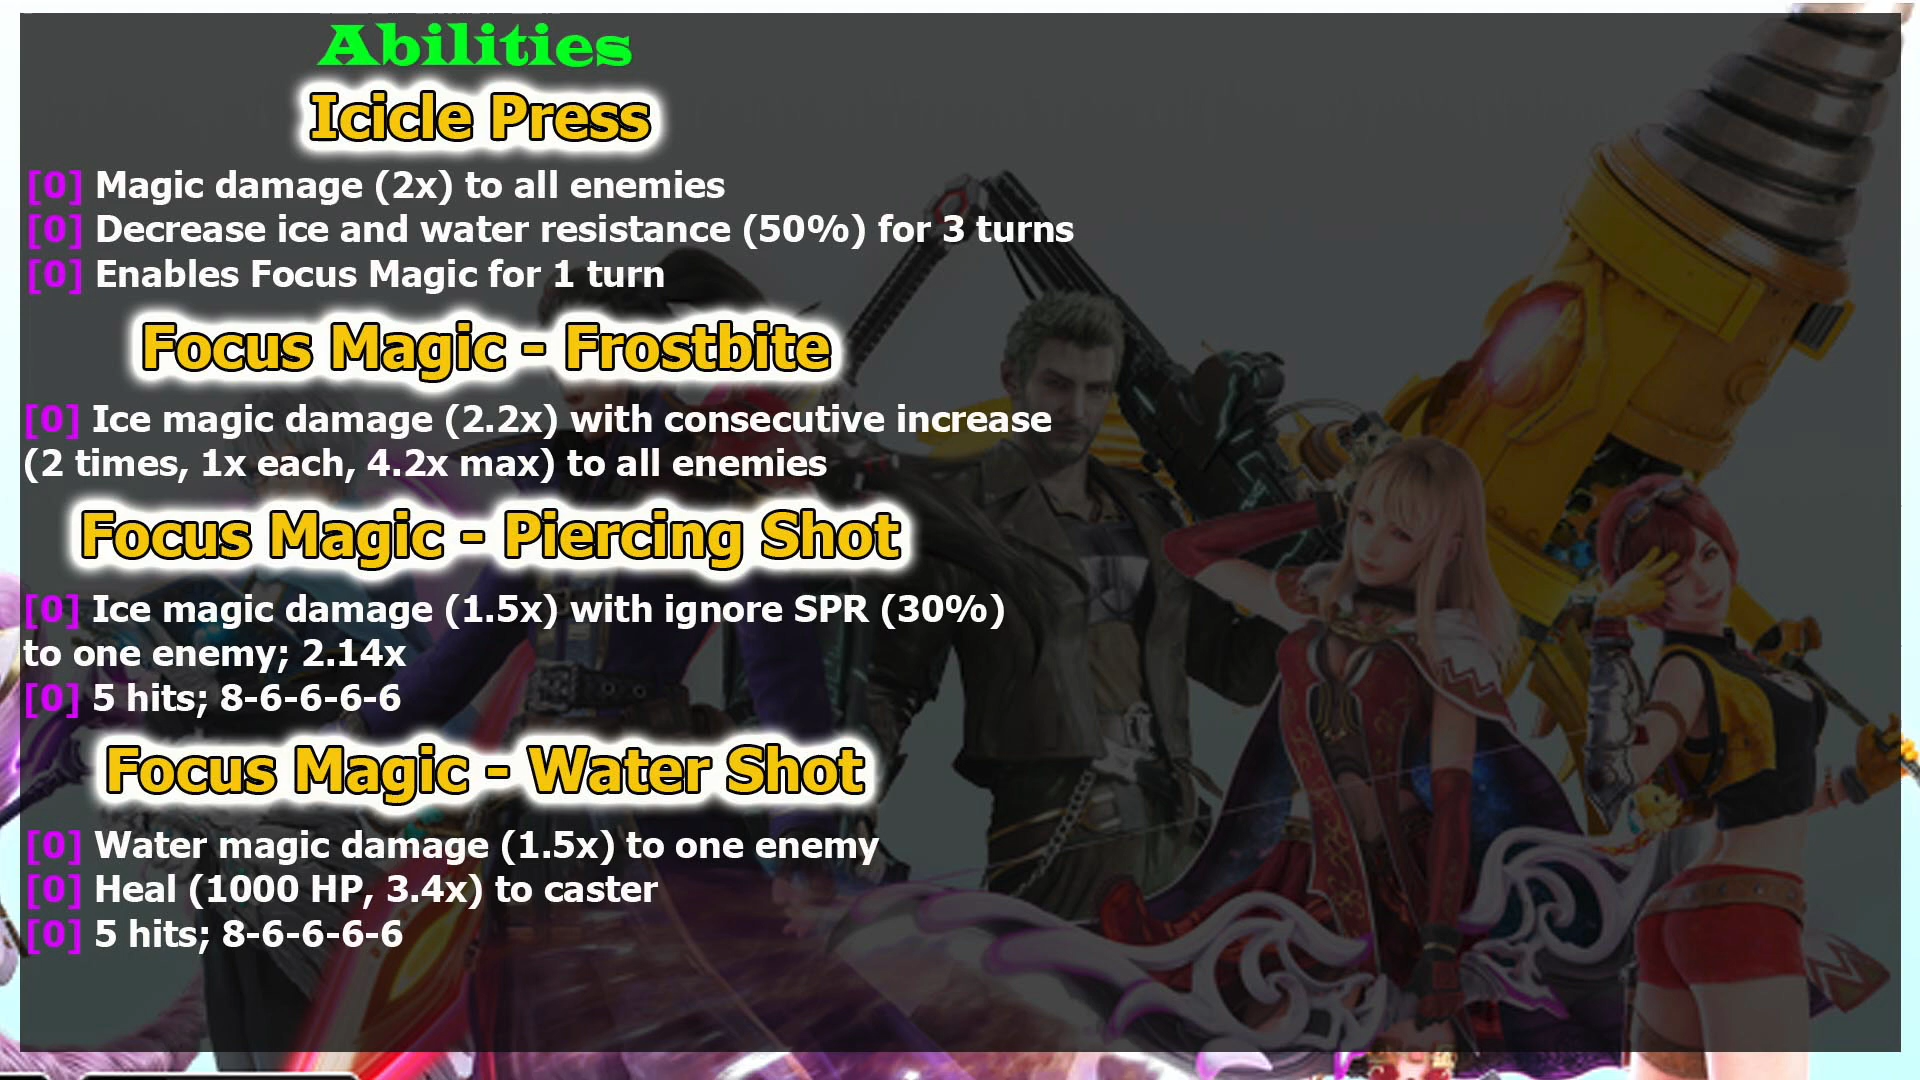 Abilities
Icicle Press
[0] Magic damage (2x) to all enemies
[0] Decrease ice and water resistance (50%) for 3 turns
[0] Enables Focus Magic for 1 turn
Focus Magic - Frostbite
[0] Ice magic damage (2.2x) with consecutive increase
(2 times, 1x each, 4.2x max) to all enemies
Focus Magic - Piercing Shot
[0] Ice magic damage (1.5x) with ignore SPR (30%)
to one enemy; 2.14x
[0] 5 hits; 8-6-6-6-6
Focus Magic - Water Shot
[0] Water magic damage (1.5x) to one enemy
[0] Heal (1000 HP, 3.4x) to caster
[0] 5 hits; 8-6-6-6-6